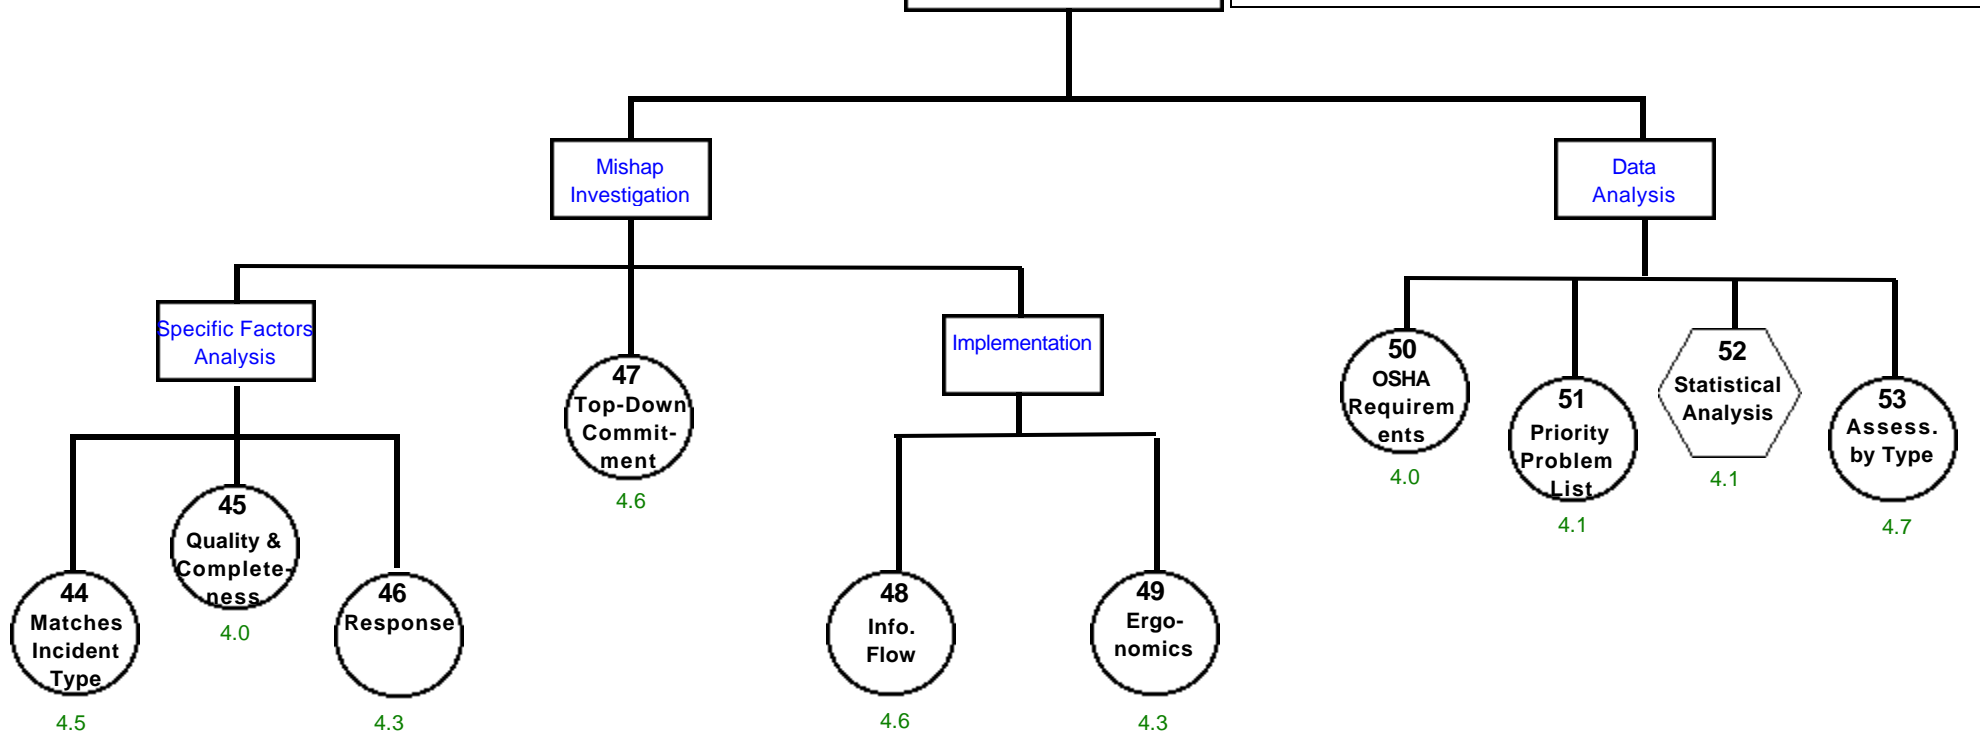 Mishap
Investigation
Data
Analysis
Specific Factors
Analysis
47
Top-Down
Commit-
ment
4.6
Implementation
50
OSHA
Requirem
ents
4.0
51
Priority
Problem
List
4.1
52
Statistical
Analysis
4.1
53
Assess.
by Type
4.7
44
Matches
Incident
Type
4.5
45
Quality &
Complete-
ness
4.0
46
Response
4.3
48
Info.
Flow
4.6
49
Ergo-
nomics
4.3